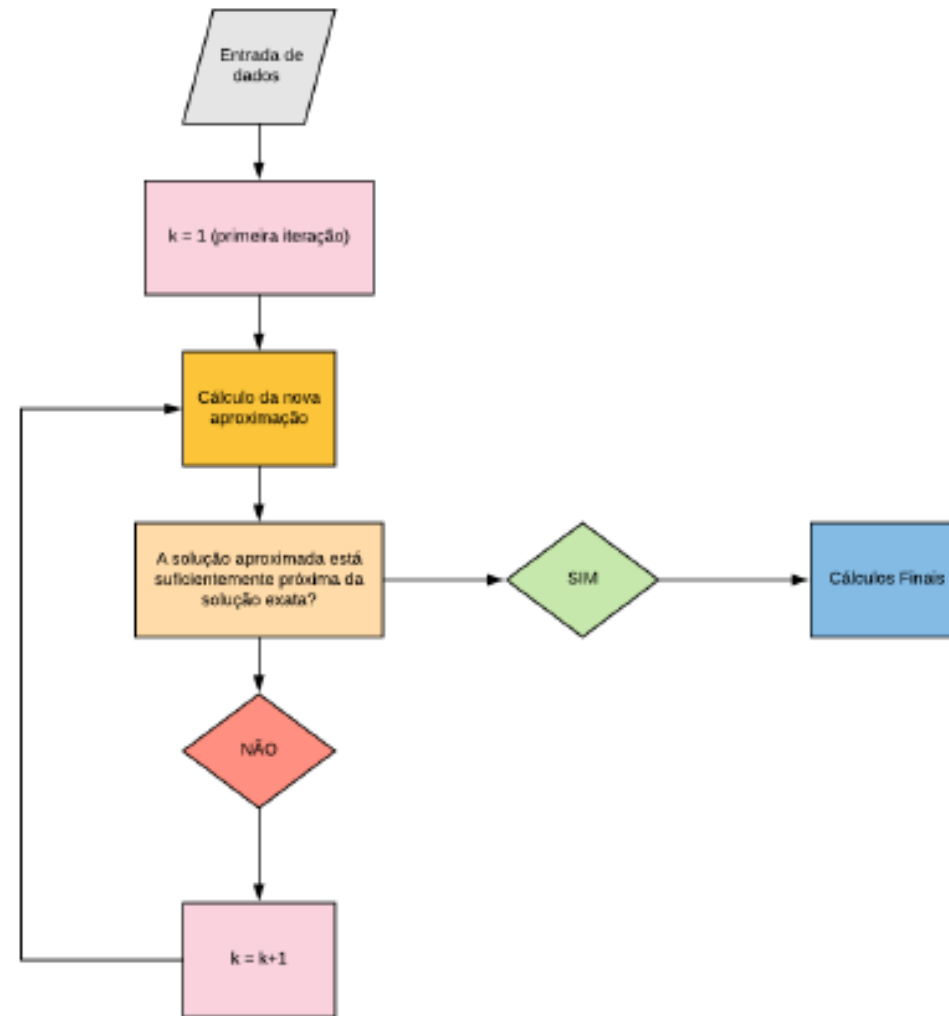 Entrada de
dados
k = 1 (primeira iteração)
Cálculo da nova
aproximação
A solução aproximada está
suficientemente próxima da
solução exata?
SIM
Cálculos Finais
NÃO
k = k+1